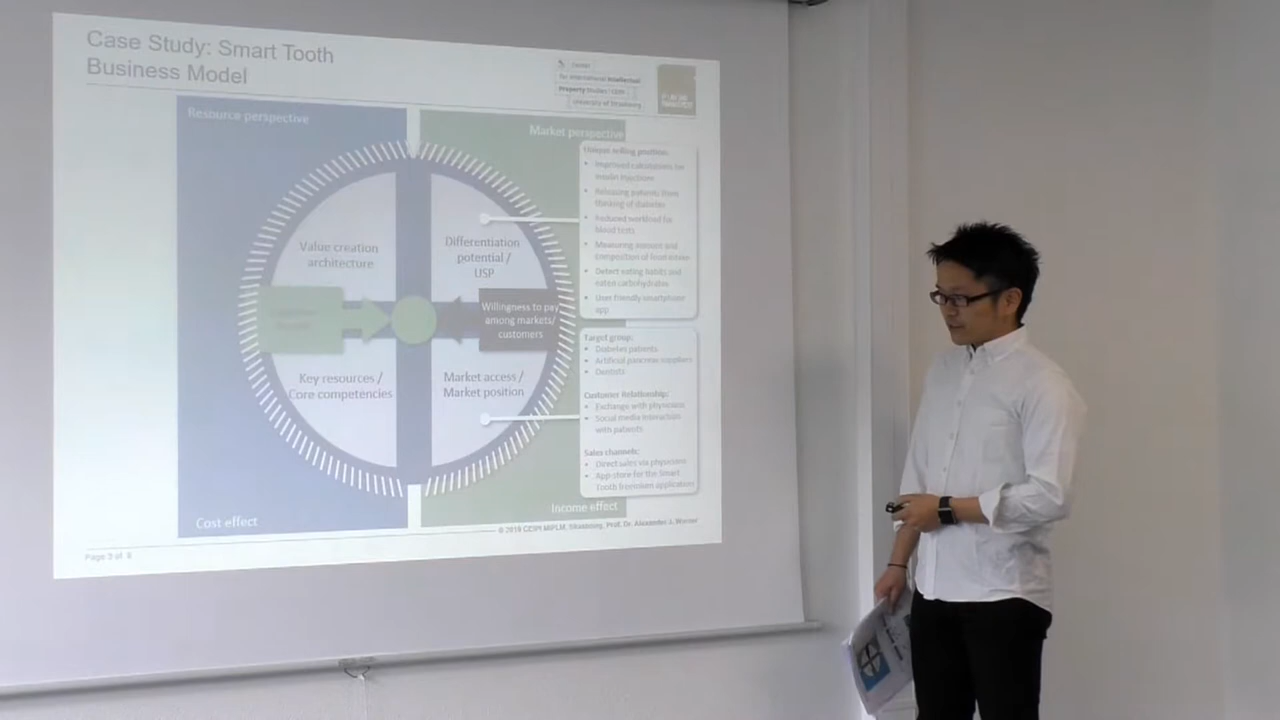 Case Study: Smart Tooth
Business Model
Center
for International Intellectual
Property Studies | CEIPI
University of Strasbourg
Resource perspective
Market perspective
Value creation
architecture
Differentiation
potential /
USP
Willingness to pay
among markets/
customers
Key resources /
Core competencies
Market access /
Market position
Cost effect
Income effect
Unique selling position:
• Improved calculations for
insulin injections
• Releasing patients from
thinking of diabetes
• Reduced workload for
blood tests
• Measuring amount and
composition of food intake
• Detect eating habits and
eaten carbohydrates
• User friendly smartphone
app
Target group:
• Diabetes patients
• Artificial pancreas suppliers
• Dentists
Customer Relationship:
• Exchange with physicians
• Social media interaction
with patients
Sales channels:
• Direct sales via physicians
• App-store for the Smart
Tooth freemium application
© 2019 CEIPI MIPLM, Strasbourg, Prof. Dr. Alexander J. Wurzer
Page 5 of 8